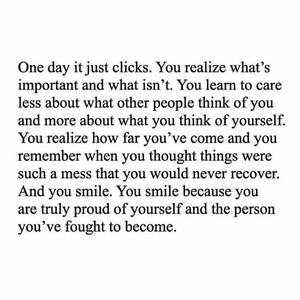 One day it just clicks. You realize what's
important and what isn't. You learn to care
less about what other people think of you
and more about what you think of yourself.
You realize how far you've come and you
remember when you thought things were
such a mess that you would never recover.
And you smile. You smile because you
are truly proud of yourself and the person
you've fought to become.